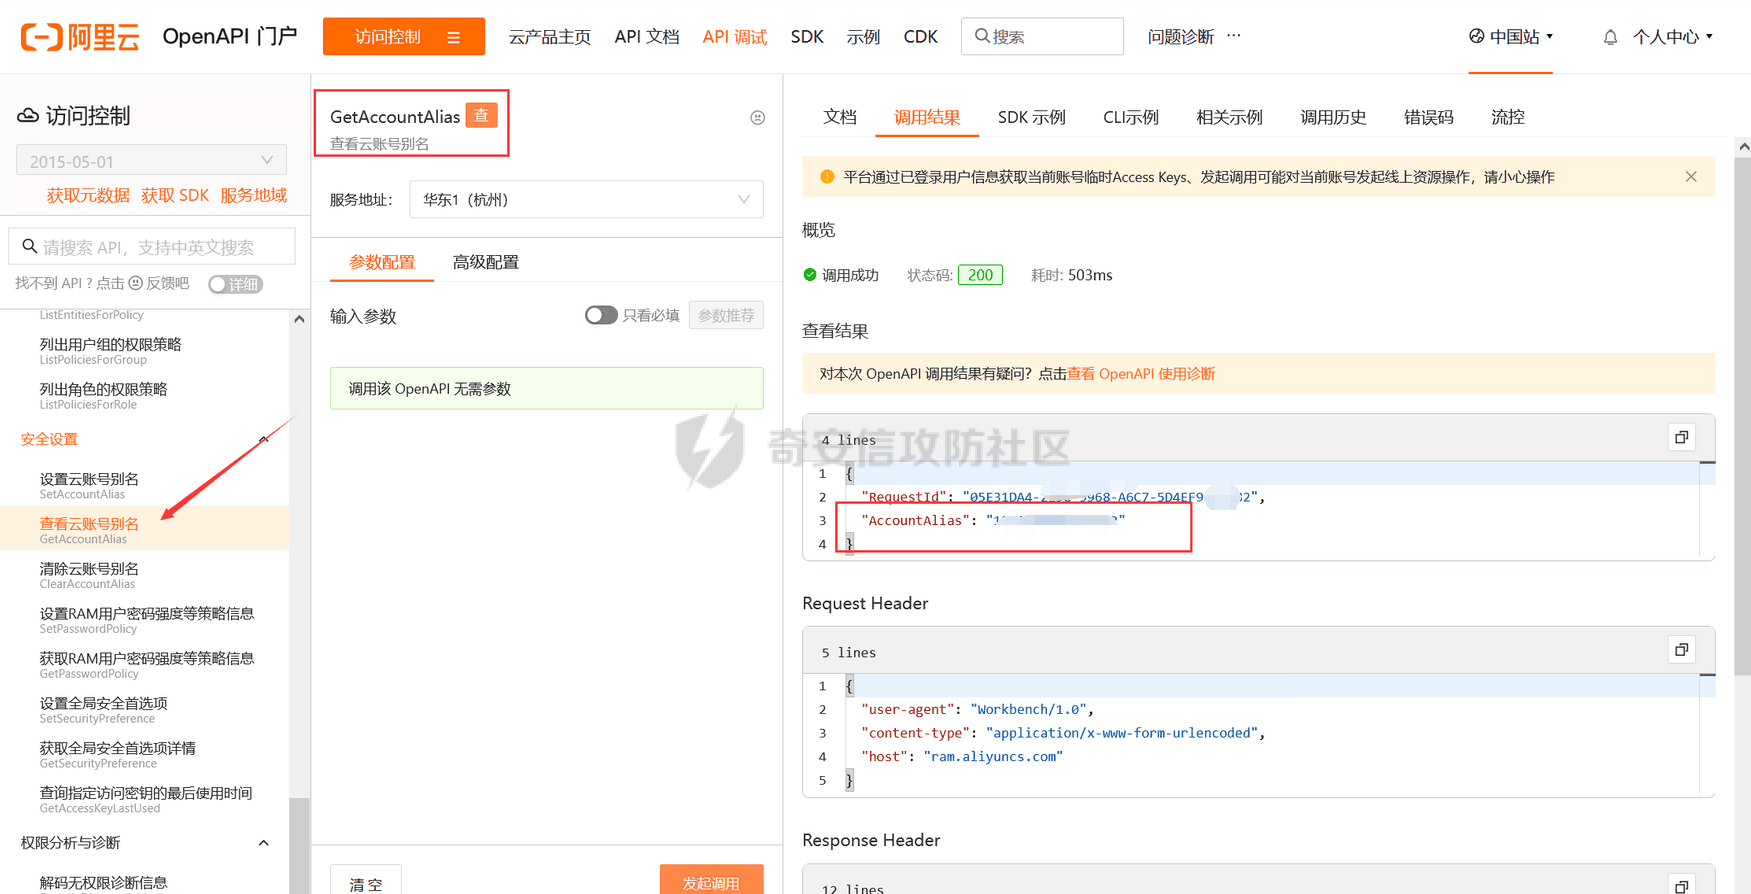 阿里云 OpenAPI 门户 访问控制 云产品主页 API 文档 API 调试 SDK 示例 CDK 搜索 问题诊断 ··· 中国站 个人中心
访问控制
2015-05-01
获取元数据 获取 SDK 服务地域
请搜索 API，支持中英文搜索
找不到 API ? 点击 反馈吧 详细
ListEntitiesForPolicy
列出用户组的权限策略
ListPoliciesForGroup
列出角色的权限策略
ListPoliciesForRole
安全设置
设置云账号别名
SetAccountAlias
查看云账号别名
GetAccountAlias
清除云账号别名
ClearAccountAlias
设置RAM用户密码强度等策略信息
SetPasswordPolicy
获取RAM用户密码强度等策略信息
GetPasswordPolicy
设置全局安全首选项
SetSecurityPreference
获取全局安全首选项详情
GetSecurityPreference
查询指定访问密钥的最后使用时间
GetAccessKeyLastUsed
权限分析与诊断
解码无权限诊断信息
GetAccountAlias 查
查看云账号别名
服务地址： 华东1（杭州）
参数配置 高级配置
输入参数 只看必填 参数推荐
调用该 OpenAPI 无需参数
清 空 发起调用
文档 调用结果 SDK 示例 CLI示例 相关示例 调用历史 错误码 流控
平台通过已登录用户信息获取当前账号临时Access Keys、发起调用可能对当前账号发起线上资源操作，请小心操作
概览
调用成功 状态码: 200 耗时: 503ms
查看结果
对本次 OpenAPI 调用结果有疑问？点击查看 OpenAPI 使用诊断
奇安信攻防社区
4 lines
1 {
2 "RequestId": "05E31DA4- 968-A6C7-5D4EF9 2",
3 "AccountAlias": "1 "
4 }
Request Header
5 lines
1 {
2 "user-agent": "Workbench/1.0",
3 "content-type": "application/x-www-form-urlencoded",
4 "host": "ram.aliyuncs.com"
5 }
Response Header
12 lines